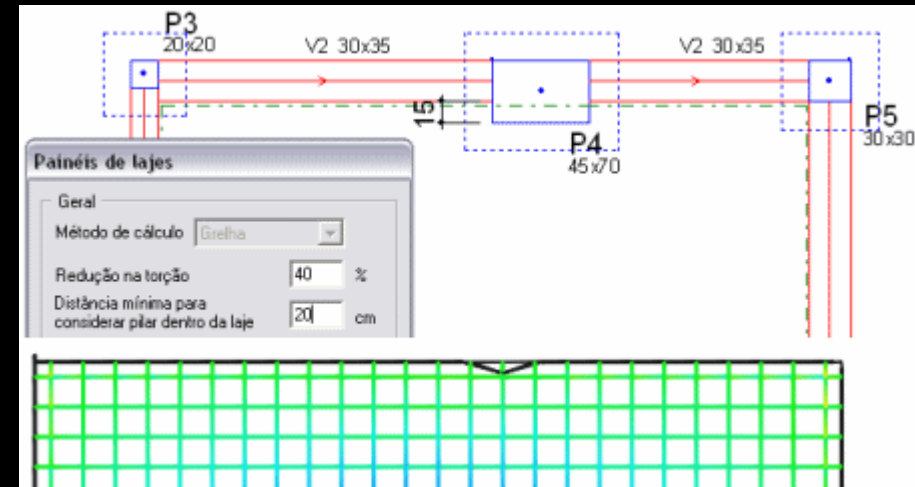 P3
20x20
V2 30x35
V2 30x35
15
P4
45x70
P5
30x30
Painéis de lajes
Geral
Método de cálculo Grelha
Redução na torção 40 %
Distância mínima para
considerar pilar dentro da laje 20 cm